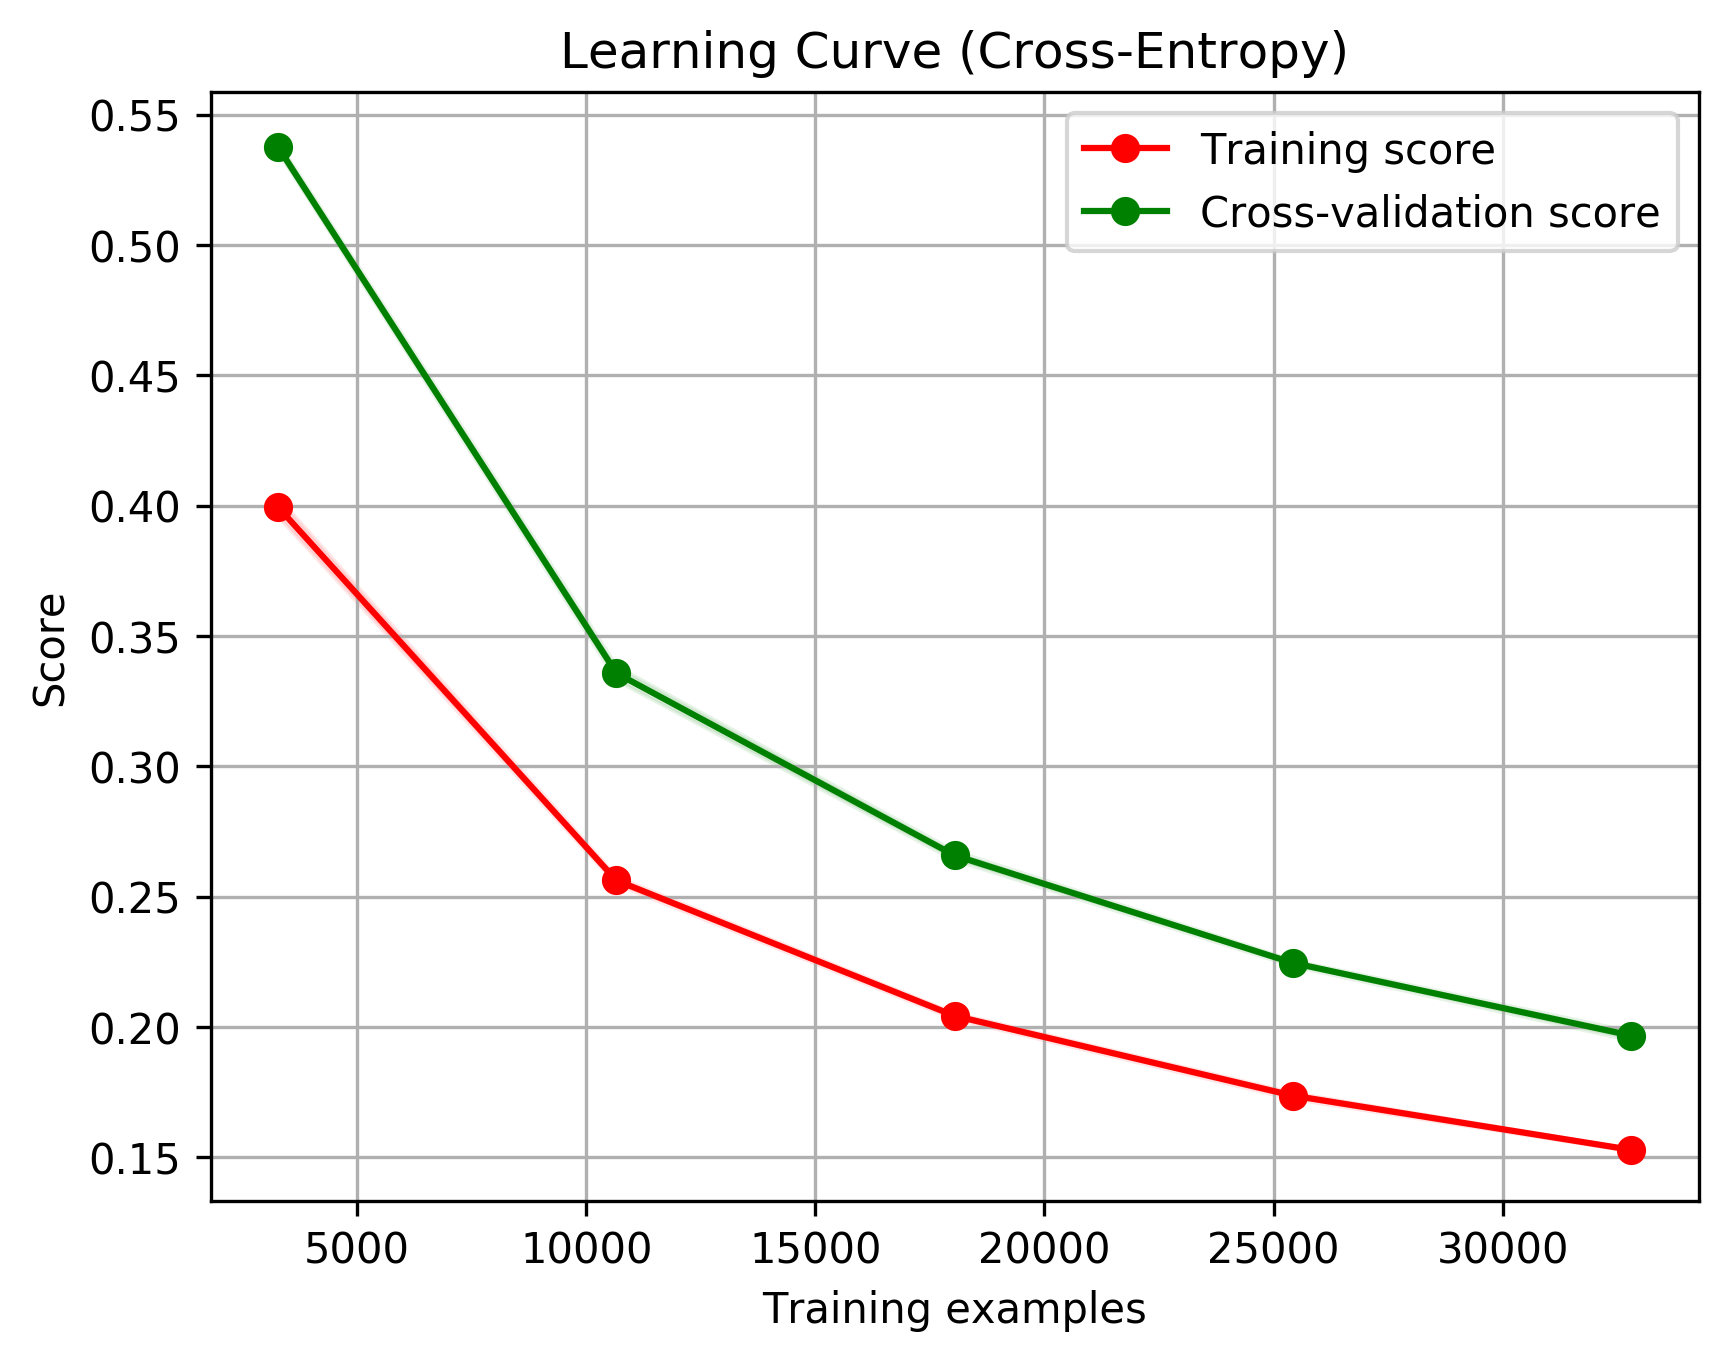 Learning Curve (Cross-Entropy)
Training score
Cross-validation score
0.55
0.50
0.45
0.40
0.35
0.30
0.25
0.20
0.15
Score
5000 10000 15000 20000 25000 30000
Training examples